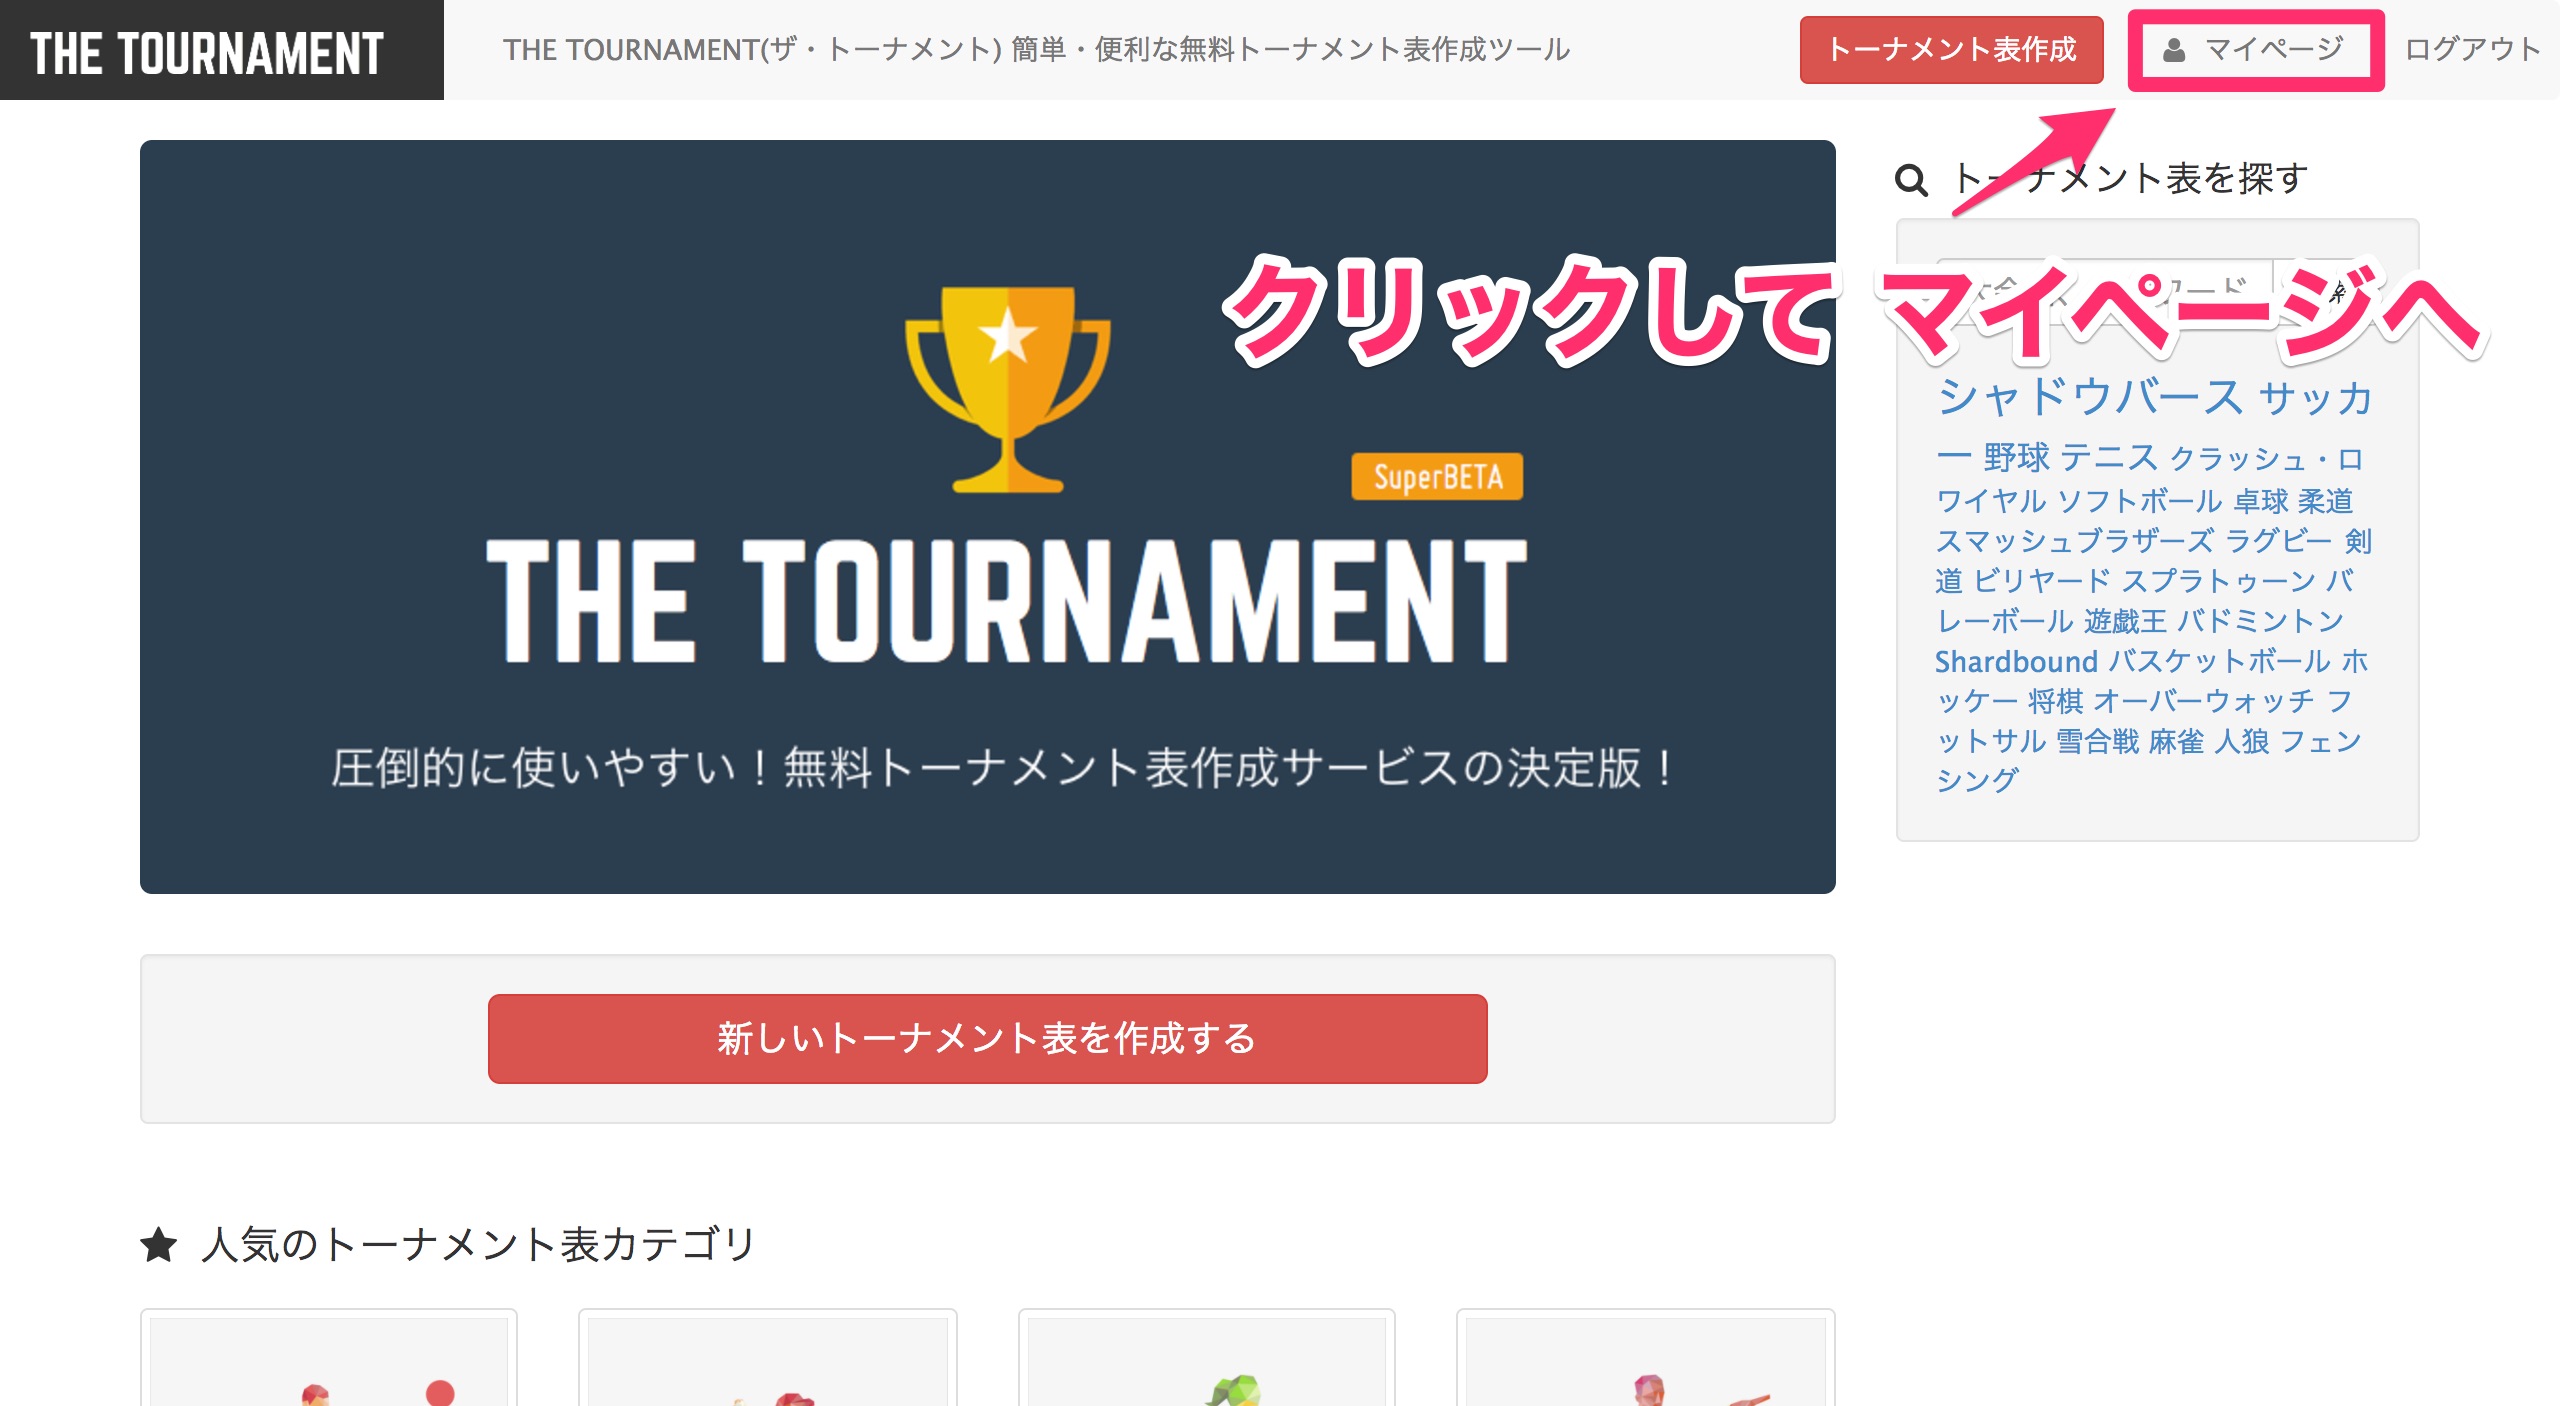 THE TOURNAMENT
THE TOURNAMENT(ザ・トーナメント) 簡単・便利な無料トーナメント表作成ツール
トーナメント表作成
マイページ
ログアウト
トーナメント表を探す
クリックして マイページへ
SuperBETA
THE TOURNAMENT
圧倒的に使いやすい！無料トーナメント表作成サービスの決定版！
シャドウバース サッカ
ー 野球 テニス クラッシュ・ロ
ワイヤル ソフトボール 卓球 柔道
スマッシュブラザーズ ラグビー 剣
道 ビリヤード スプラトゥーン バ
レーボール 遊戯王 バドミントン
Shardbound バスケットボール ホ
ッケー 将棋 オーバーウォッチ フ
ットサル 雪合戦 麻雀 人狼 フェン
シング
新しいトーナメント表を作成する
人気のトーナメント表カテゴリ